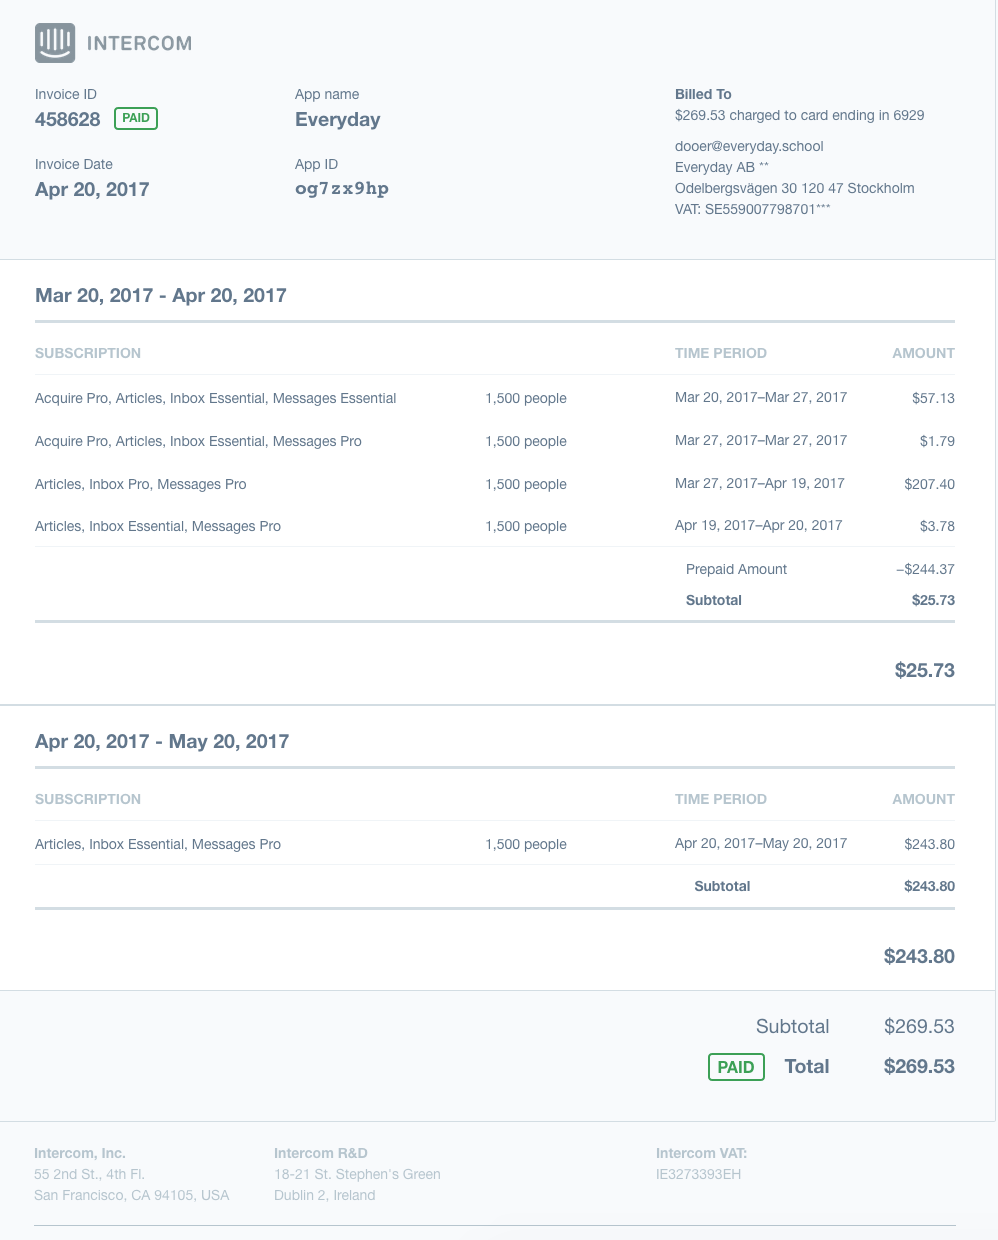 INTERCOM
Invoice ID
458628 PAID
Invoice Date
Apr 20, 2017
App name
Everyday
App ID
og7zx9hp
Billed To
$269.53 charged to card ending in 6929
dooer@everyday.school
Everyday AB **
Odelbergsvägen 30 120 47 Stockholm
VAT: SE559007798701***
Mar 20, 2017 - Apr 20, 2017
SUBSCRIPTION TIME PERIOD AMOUNT
Acquire Pro, Articles, Inbox Essential, Messages Essential 1,500 people Mar 20, 2017–Mar 27, 2017 $57.13
Acquire Pro, Articles, Inbox Essential, Messages Pro 1,500 people Mar 27, 2017–Mar 27, 2017 $1.79
Articles, Inbox Pro, Messages Pro 1,500 people Mar 27, 2017–Apr 19, 2017 $207.40
Articles, Inbox Essential, Messages Pro 1,500 people Apr 19, 2017–Apr 20, 2017 $3.78
Prepaid Amount –$244.37
Subtotal $25.73
$25.73
Apr 20, 2017 - May 20, 2017
SUBSCRIPTION TIME PERIOD AMOUNT
Articles, Inbox Essential, Messages Pro 1,500 people Apr 20, 2017–May 20, 2017 $243.80
Subtotal $243.80
$243.80
Subtotal $269.53
PAID Total $269.53
Intercom, Inc.
55 2nd St., 4th Fl.
San Francisco, CA 94105, USA
Intercom R&D
18-21 St. Stephen's Green
Dublin 2, Ireland
Intercom VAT:
IE3273393EH